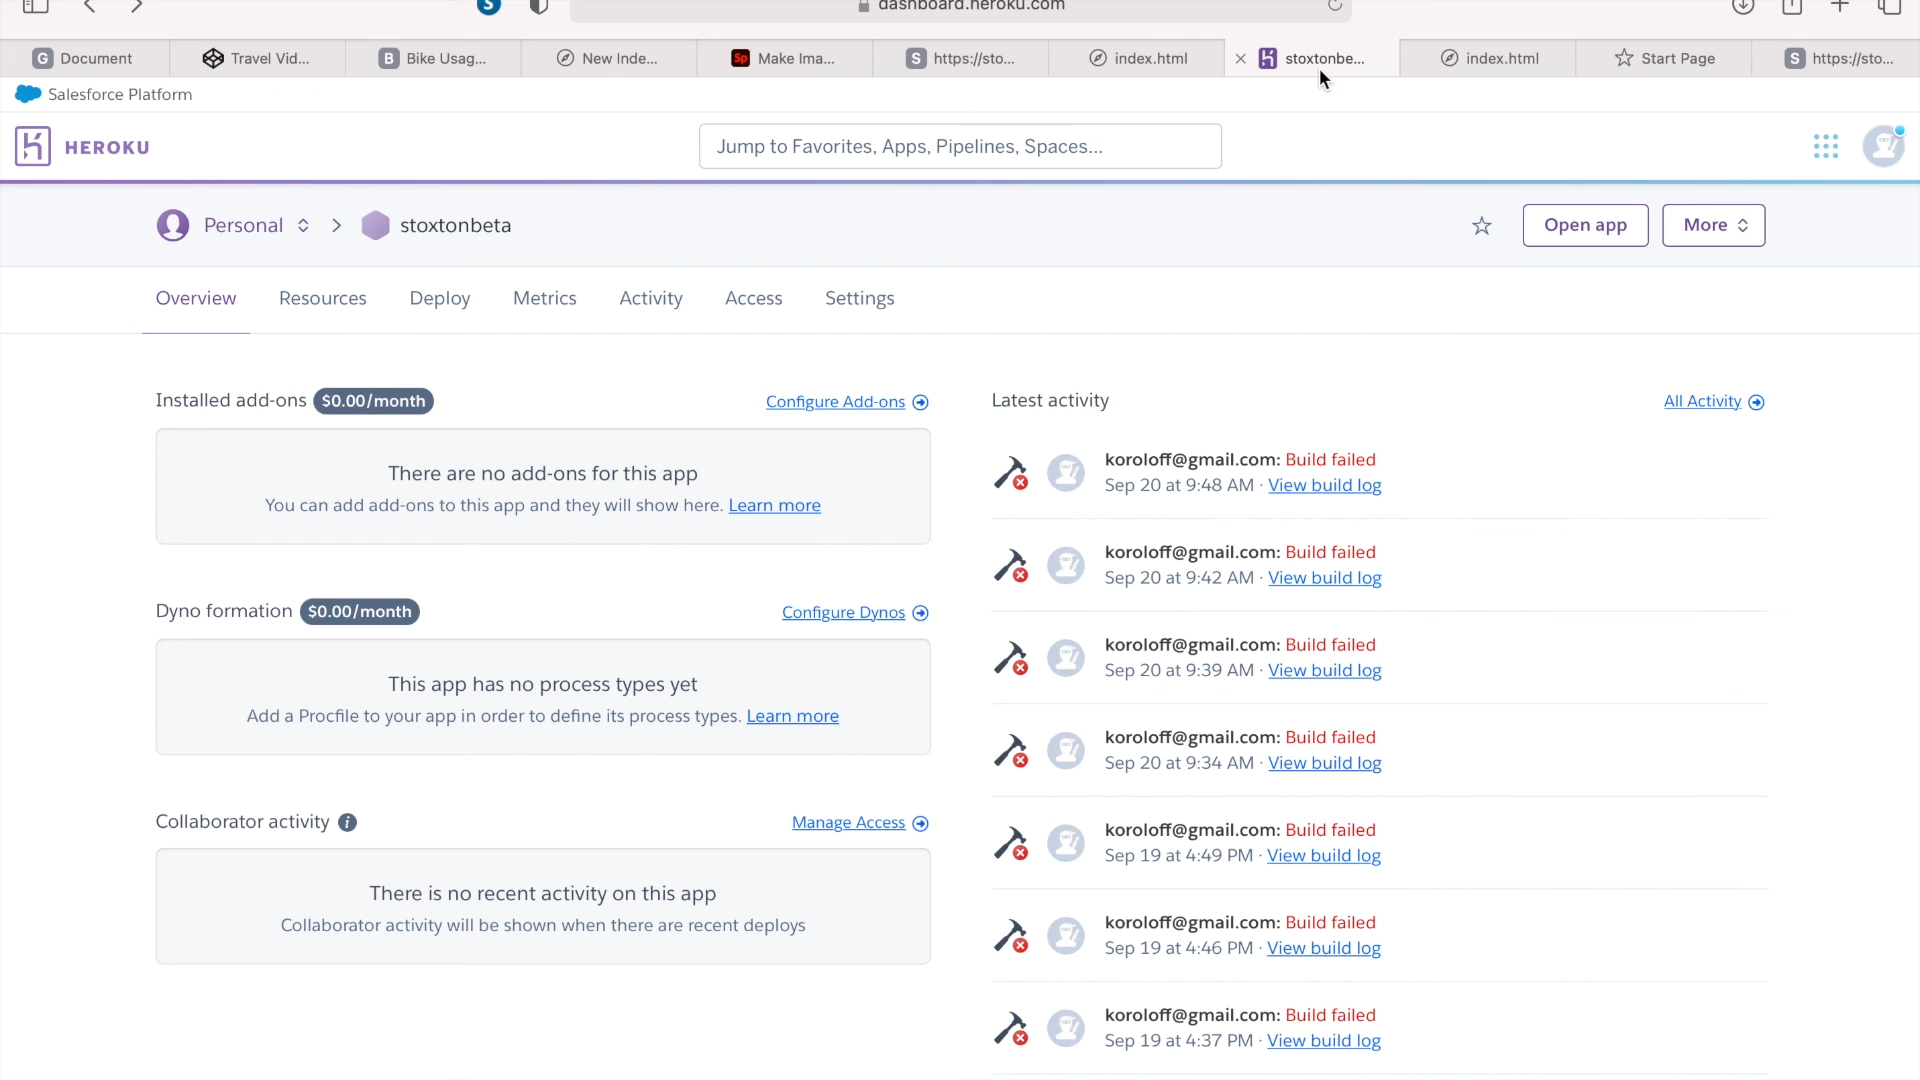 dashboard.heroku.com
Document
Travel Vid...
Bike Usag...
New Inde...
Make Ima...
https://sto...
index.html
stoxtonbe...
index.html
Start Page
https://sto...
Salesforce Platform
HEROKU
Jump to Favorites, Apps, Pipelines, Spaces...
Personal
stoxtonbeta
Open app
More
Overview
Resources
Deploy
Metrics
Activity
Access
Settings
Installed add-ons $0.00/month
Configure Add-ons
There are no add-ons for this app
You can add add-ons to this app and they will show here. Learn more
Dyno formation $0.00/month
Configure Dynos
This app has no process types yet
Add a Procfile to your app in order to define its process types. Learn more
Collaborator activity
Manage Access
There is no recent activity on this app
Collaborator activity will be shown when there are recent deploys
Latest activity
All Activity
koroloff@gmail.com: Build failed
Sep 20 at 9:48 AM · View build log
koroloff@gmail.com: Build failed
Sep 20 at 9:42 AM · View build log
koroloff@gmail.com: Build failed
Sep 20 at 9:39 AM · View build log
koroloff@gmail.com: Build failed
Sep 20 at 9:34 AM · View build log
koroloff@gmail.com: Build failed
Sep 19 at 4:49 PM · View build log
koroloff@gmail.com: Build failed
Sep 19 at 4:46 PM · View build log
koroloff@gmail.com: Build failed
Sep 19 at 4:37 PM · View build log